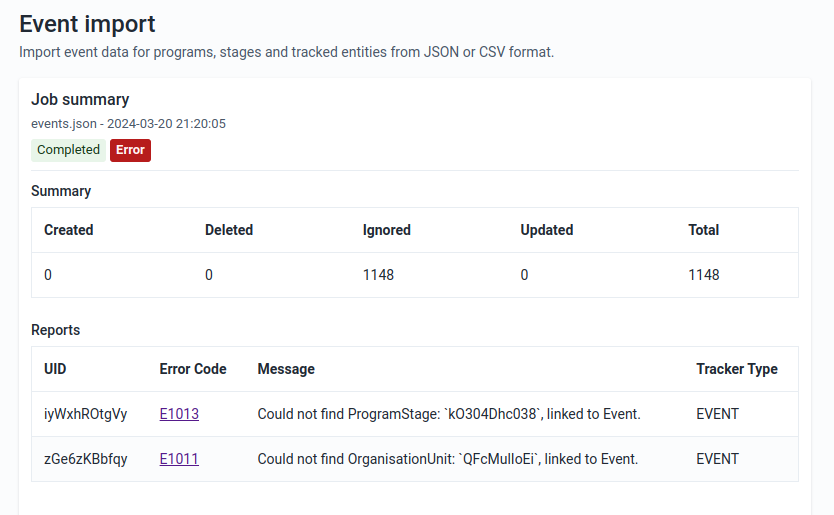 Event import
Import event data for programs, stages and tracked entities from JSON or CSV format.
Job summary
events.json - 2024-03-20 21:20:05
Completed Error
Summary
Created Deleted Ignored Updated Total
0 0 1148 0 1148
Reports
UID Error Code Message Tracker Type
iyWxhROtgVy E1013 Could not find ProgramStage: `kO304Dhc038`, linked to Event. EVENT
zGe6zKBbfqy E1011 Could not find OrganisationUnit: `QFcMulloEi`, linked to Event. EVENT